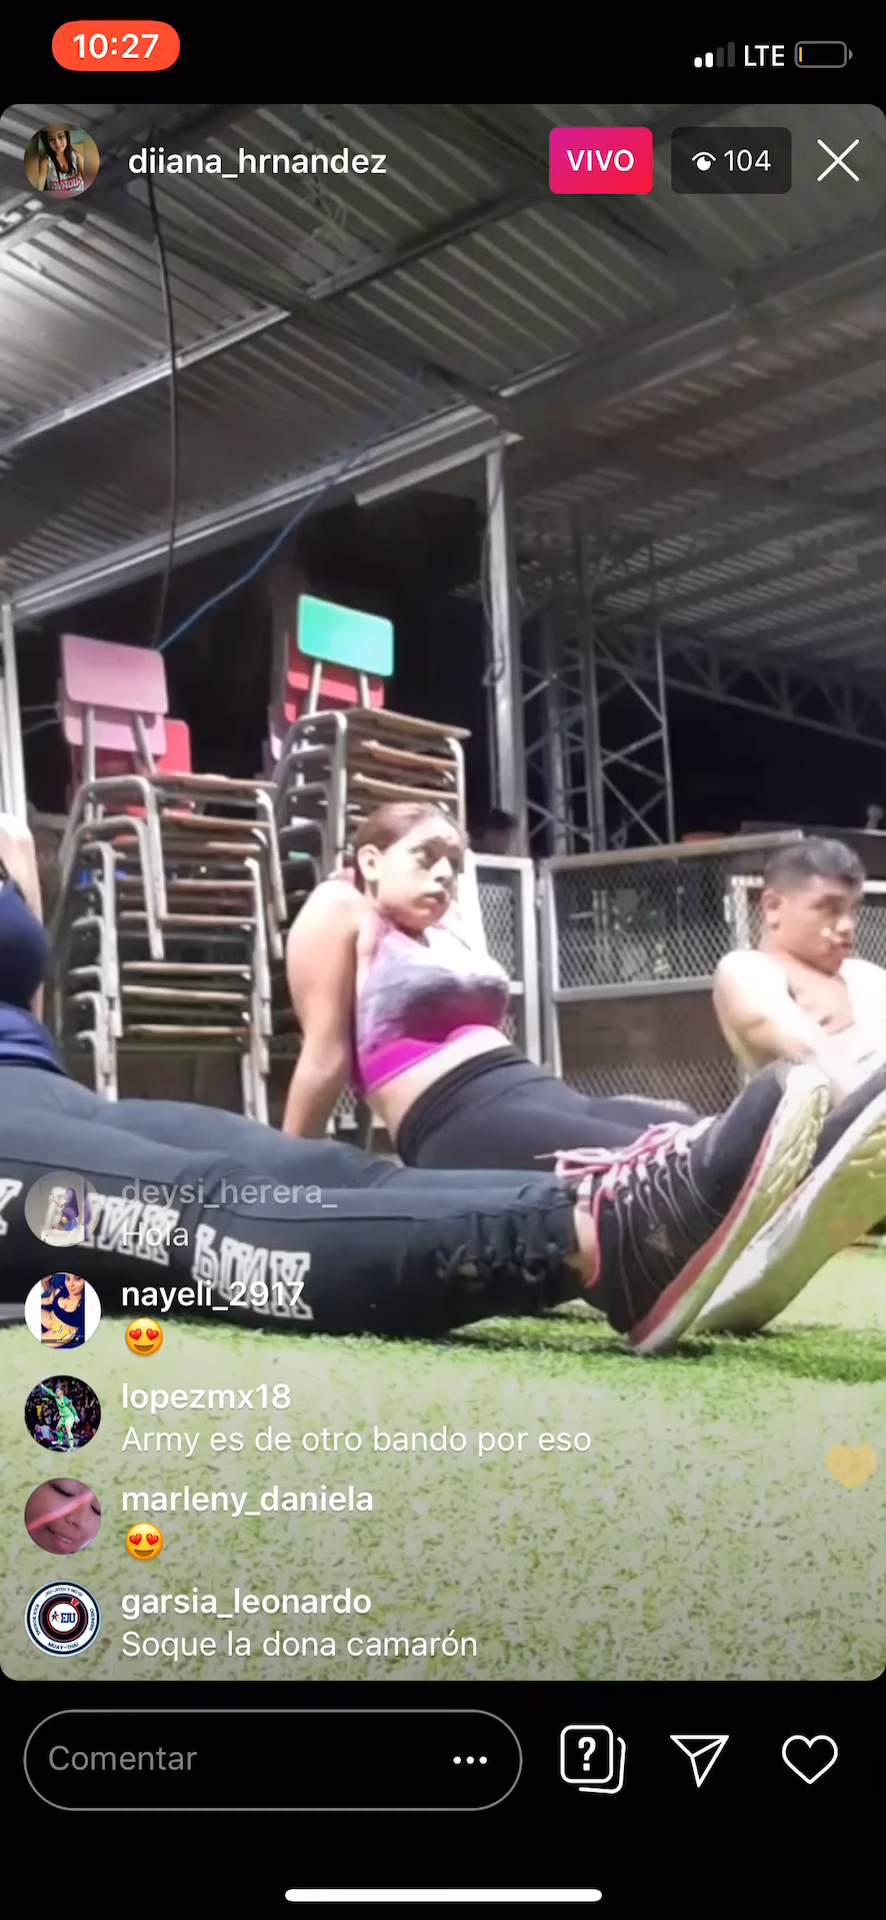 10:27
LTE
diiana_hrnandez
VIVO
104
deysi_herera_
Hola
PINK
nayeli_2917
😍
lopezmx18
Army es de otro bando por eso
marleny_daniela
😍
garsia_leonardo
Soque la dona camarón
Comentar